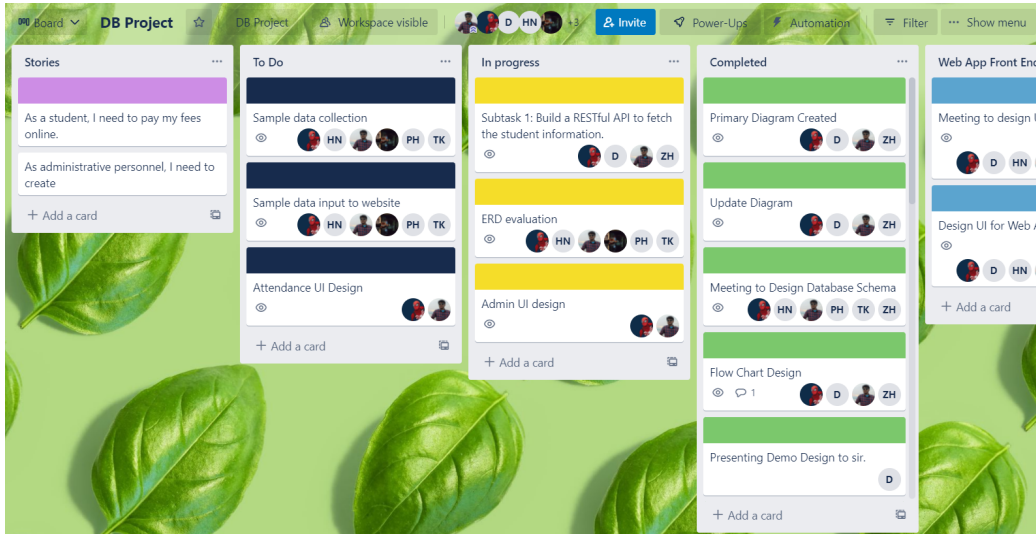 Board
DB Project
DB Project
Workspace visible
D
HN
+3
Invite
Power-Ups
Automation
Filter
Show menu
Stories
As a student, I need to pay my fees
online.
As administrative personnel, I need to
create
+ Add a card
To Do
Sample data collection
HN PH TK
Sample data input to website
HN PH TK
Attendance UI Design
+ Add a card
In progress
Subtask 1: Build a RESTful API to fetch
the student information.
D ZH
ERD evaluation
HN PH TK
Admin UI design
+ Add a card
Completed
Primary Diagram Created
D ZH
Update Diagram
D ZH
Meeting to Design Database Schema
HN PH TK ZH
Flow Chart Design
1 D ZH
Presenting Demo Design to sir.
D
+ Add a card
Web App Front End
Meeting to design
D HN
Design UI for Web
D HN
+ Add a card